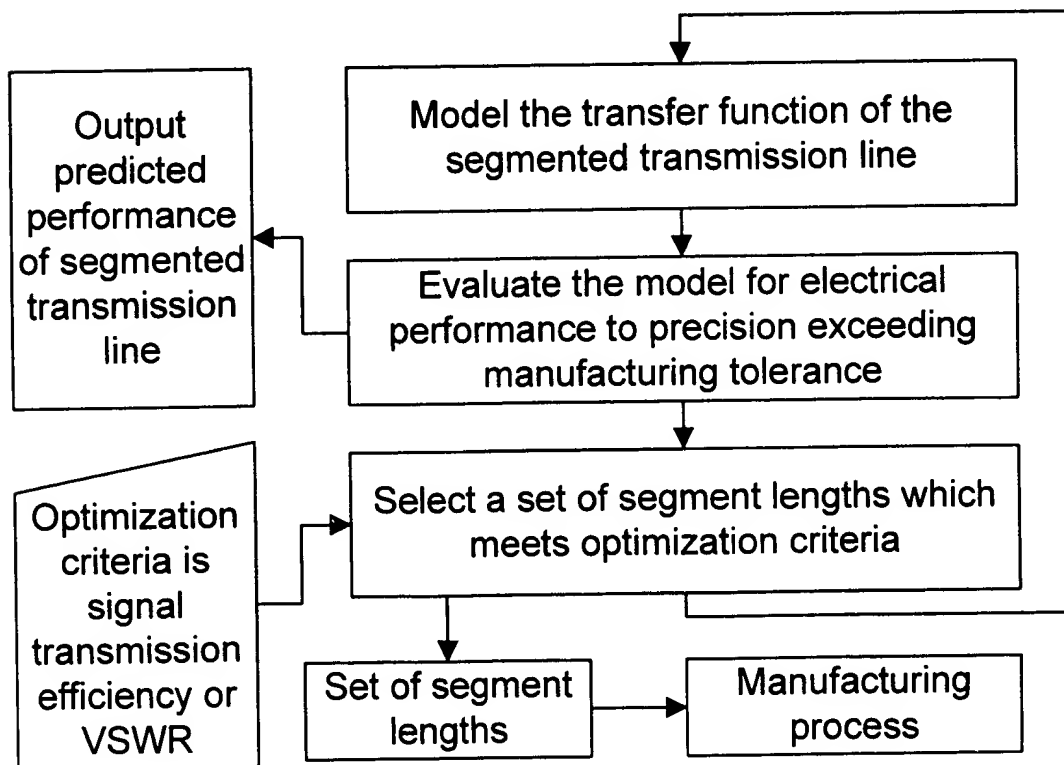 Model the transfer function of the
segmented transmission line
Output
predicted
performance
of segmented
transmission
line
Evaluate the model for electrical
performance to precision exceeding
manufacturing tolerance
Select a set of segment lengths which
meets optimization criteria
Optimization
criteria is
signal
transmission
efficiency or
VSWR
Set of segment
lengths
Manufacturing
process